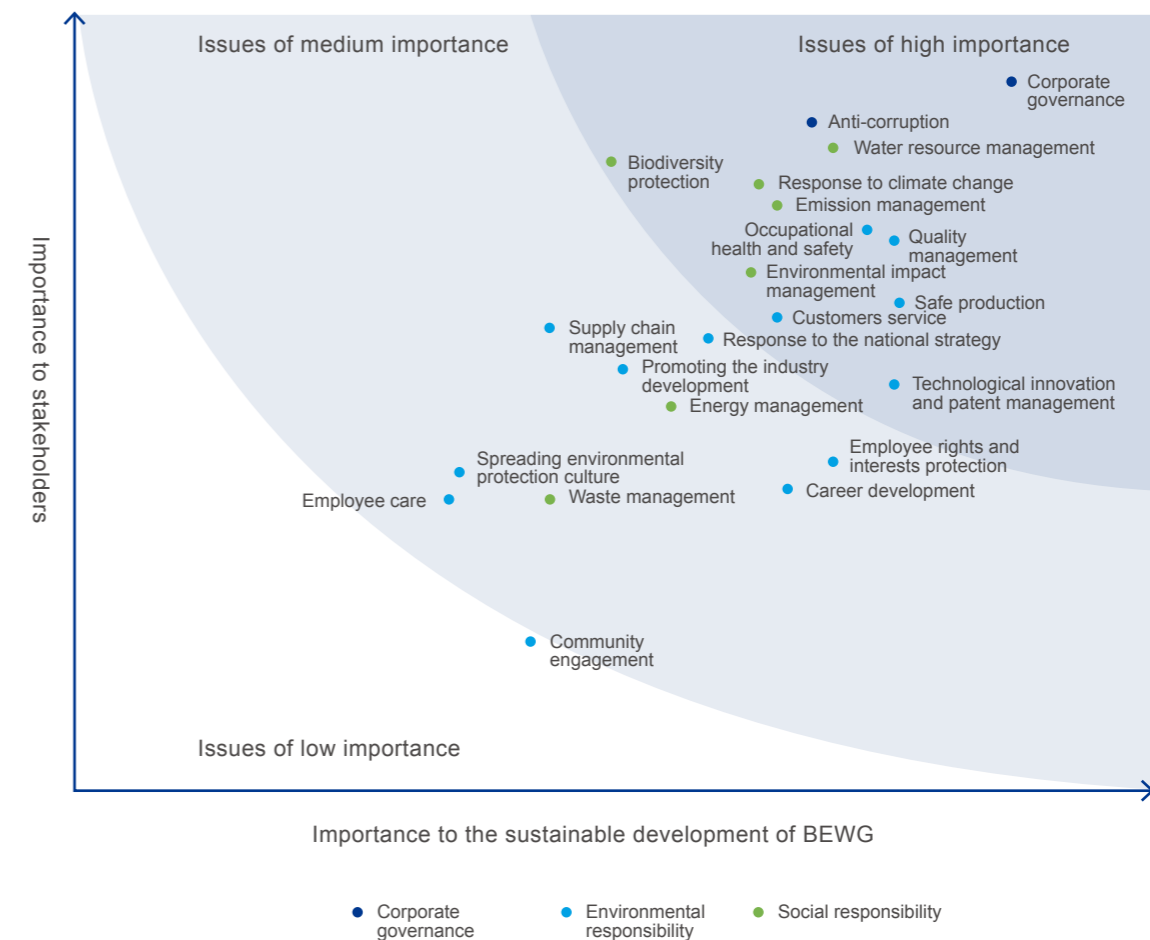 Issues of medium importance
Issues of high importance
Corporate
governance
Anti-corruption
Water resource management
Biodiversity
protection
Response to climate change
Emission management
Occupational
health and safety
Quality
management
Environmental impact
management
Safe production
Customers service
Supply chain
management
Response to the national strategy
Promoting the industry
development
Energy management
Technological innovation
and patent management
Employee rights and
interests protection
Spreading environmental
protection culture
Career development
Employee care
Waste management
Community
engagement
Issues of low importance
Importance to stakeholders
Importance to the sustainable development of BEWG
Corporate
governance
Environmental
responsibility
Social responsibility